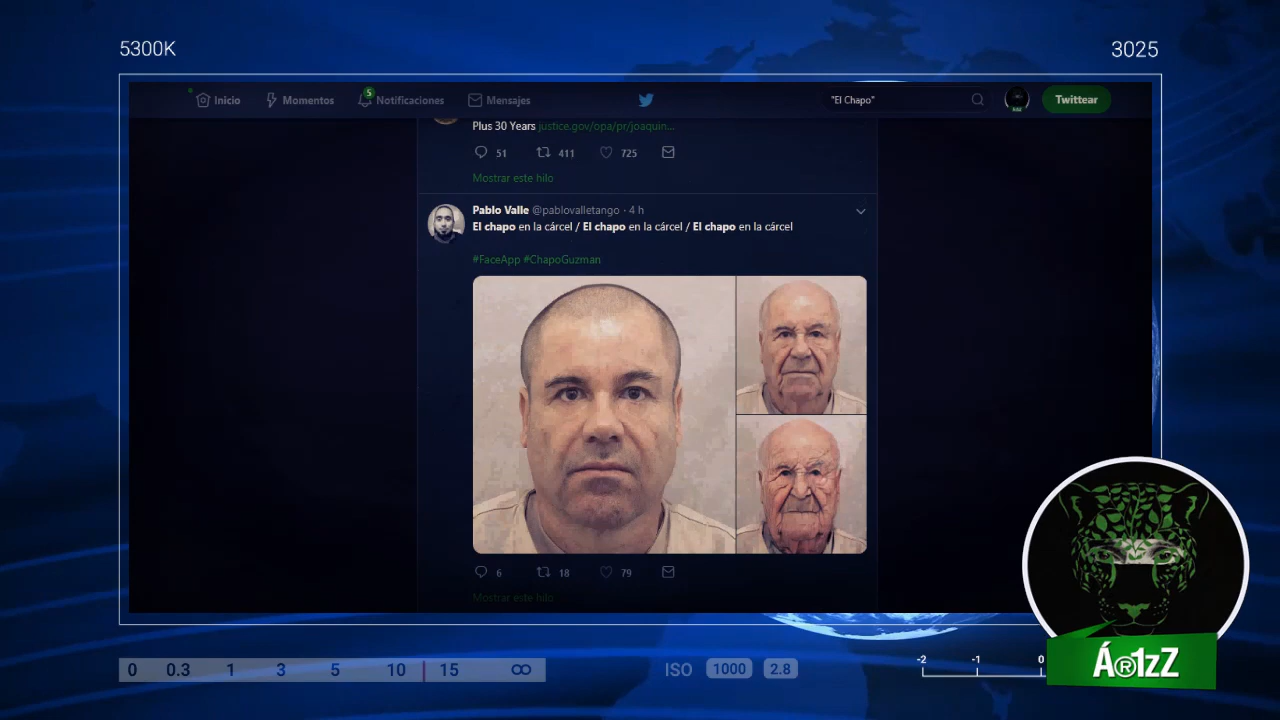 5300K
3025
Inicio
Momentos
5
Notificaciones
Mensajes
"El Chapo"
Twittear
Plus 30 Years justice.gov/opa/pr/joaquin...
51
411
725
Mostrar este hilo
Pablo Valle @pablovalletango · 4 h
El chapo en la cárcel / El chapo en la cárcel / El chapo en la cárcel
#FaceApp #ChapoGuzman
6
18
79
Mostrar este hilo
0 0.3 1 3 5 10 15 ∞
ISO 1000 2.8
-2 -1 0
Á®1zZ